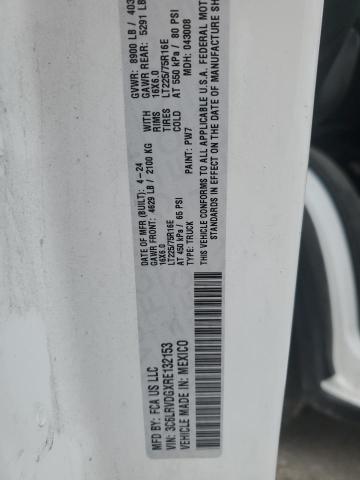 MFD BY: FCA US LLC
VIN: 3C6LRVDGXRE132153
VEHICLE MADE IN: MEXICO
DATE OF MFR (BUILT): 4-24
GVWR: 8900 LB / 403
GAWR FRONT: 4629 LB / 2100 KG WITH
GAWR REAR: 5291 LB
16X6.0 RIMS 16X6.0
LT225/75R16E TIRES LT225/75R16E
AT 450 kPa / 65 PSI COLD AT 550 kPa / 80 PSI
TYPE: TRUCK PAINT: PW7 MDH: 043008
THIS VEHICLE CONFORMS TO ALL APPLICABLE U.S.A. FEDERAL MOT
STANDARDS IN EFFECT ON THE DATE OF MANUFACTURE SH